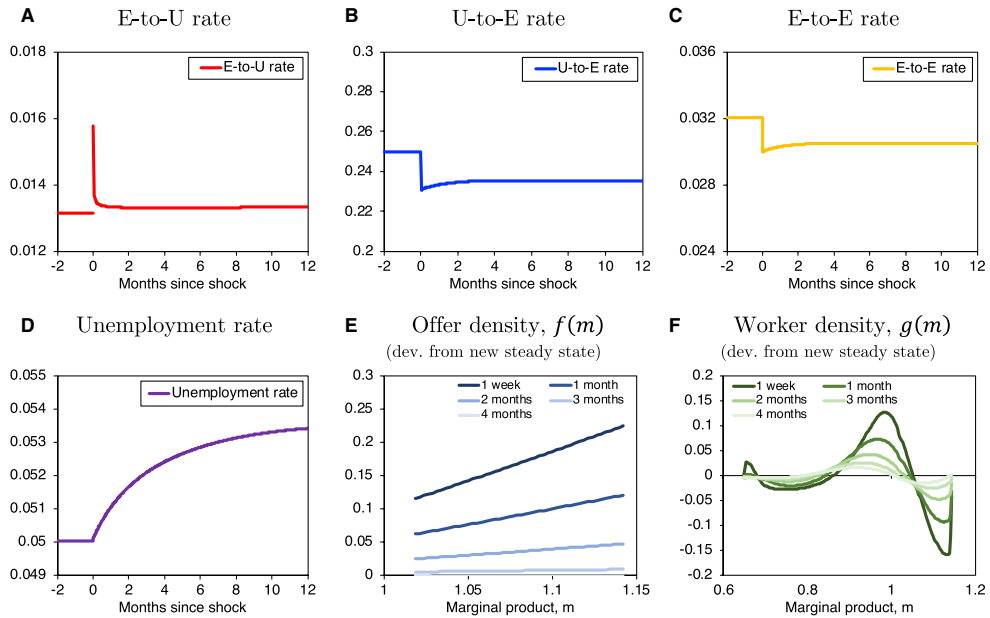 A E-to-U rate
0.018
0.016
0.014
0.012
E-to-U rate
-2 0 2 4 6 8 10 12
Months since shock
B U-to-E rate
0.3
0.28
0.26
0.24
0.22
0.2
U-to-E rate
-2 0 2 4 6 8 10 12
Months since shock
C E-to-E rate
0.036
0.032
0.028
0.024
E-to-E rate
-2 0 2 4 6 8 10 12
Months since shock
D Unemployment rate
0.055
0.054
0.053
0.052
0.051
0.05
0.049
Unemployment rate
-2 0 2 4 6 8 10 12
Months since shock
E Offer density, f(m)
(dev. from new steady state)
0.3
0.25
0.2
0.15
0.1
0.05
0
1 week 1 month
2 months 3 months
4 months
1 1.05 1.1 1.15
Marginal product, m
F Worker density, g(m)
(dev. from new steady state)
0.2
0.15
0.1
0.05
0
-0.05
-0.1
-0.15
-0.2
1 week 1 month
2 months 3 months
4 months
0.6 0.8 1 1.2
Marginal product, m